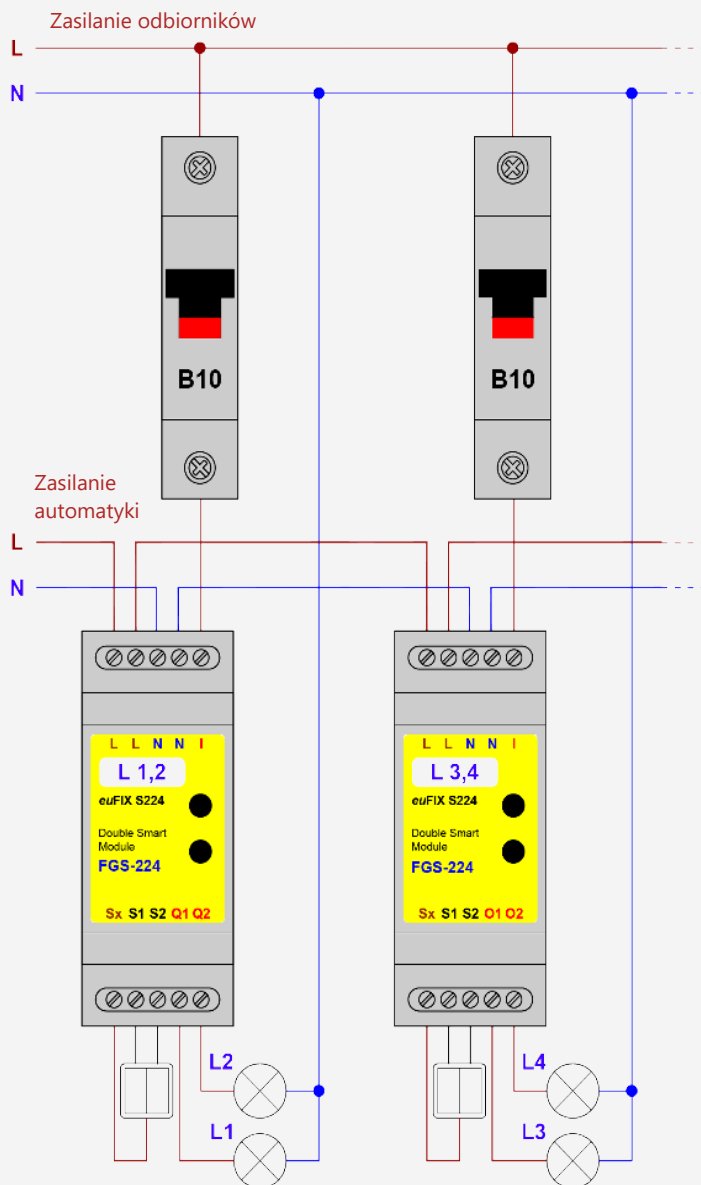 Zasilanie odbiorników
L
N
B10 B10
Zasilanie
automatyki
L
N
L L N N I
L 1,2
euFIX S224
Double Smart
Module
FGS-224
Sx S1 S2 Q1 Q2
L L N N I
L 3,4
euFIX S224
Double Smart
Module
FGS-224
Sx S1 S2 O1 O2
L2
L1
L4
L3